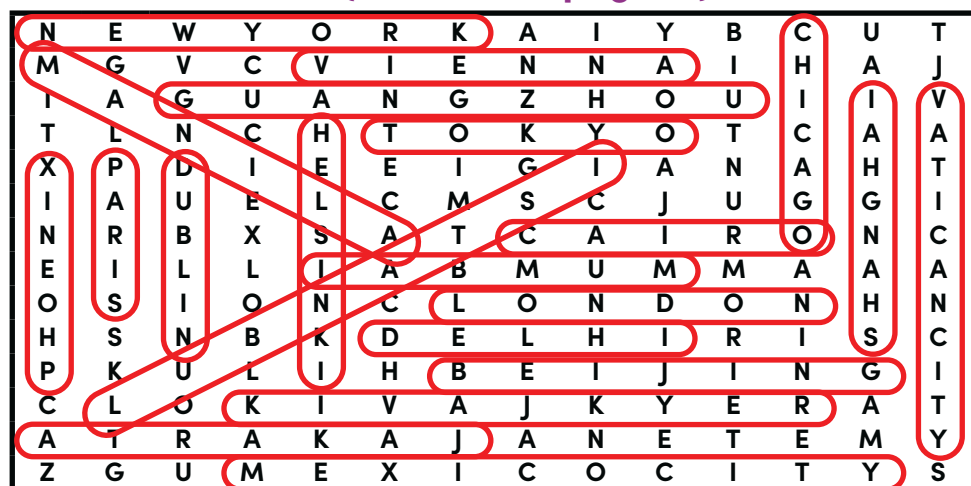 N E W Y O R K A I Y B C U T
M G V C V I E N N A I H A J
I A G U A N G Z H O U I I V
T L N C H T O K Y O T C A A
X P D I E E I G I A N A H T
I A U E L C M S C J U G G I
N R B X S A T C A I R O N C
E I L L I A B M U M M A A A
O S I O N C L O N D O N H N
H S N B K D E L H I R I S C
P K U L I H B E I J I N G I
C L O K I V A J K Y E R A T
A T R A K A J A N E T E M Y
Z G U M E X I C O C I T Y S